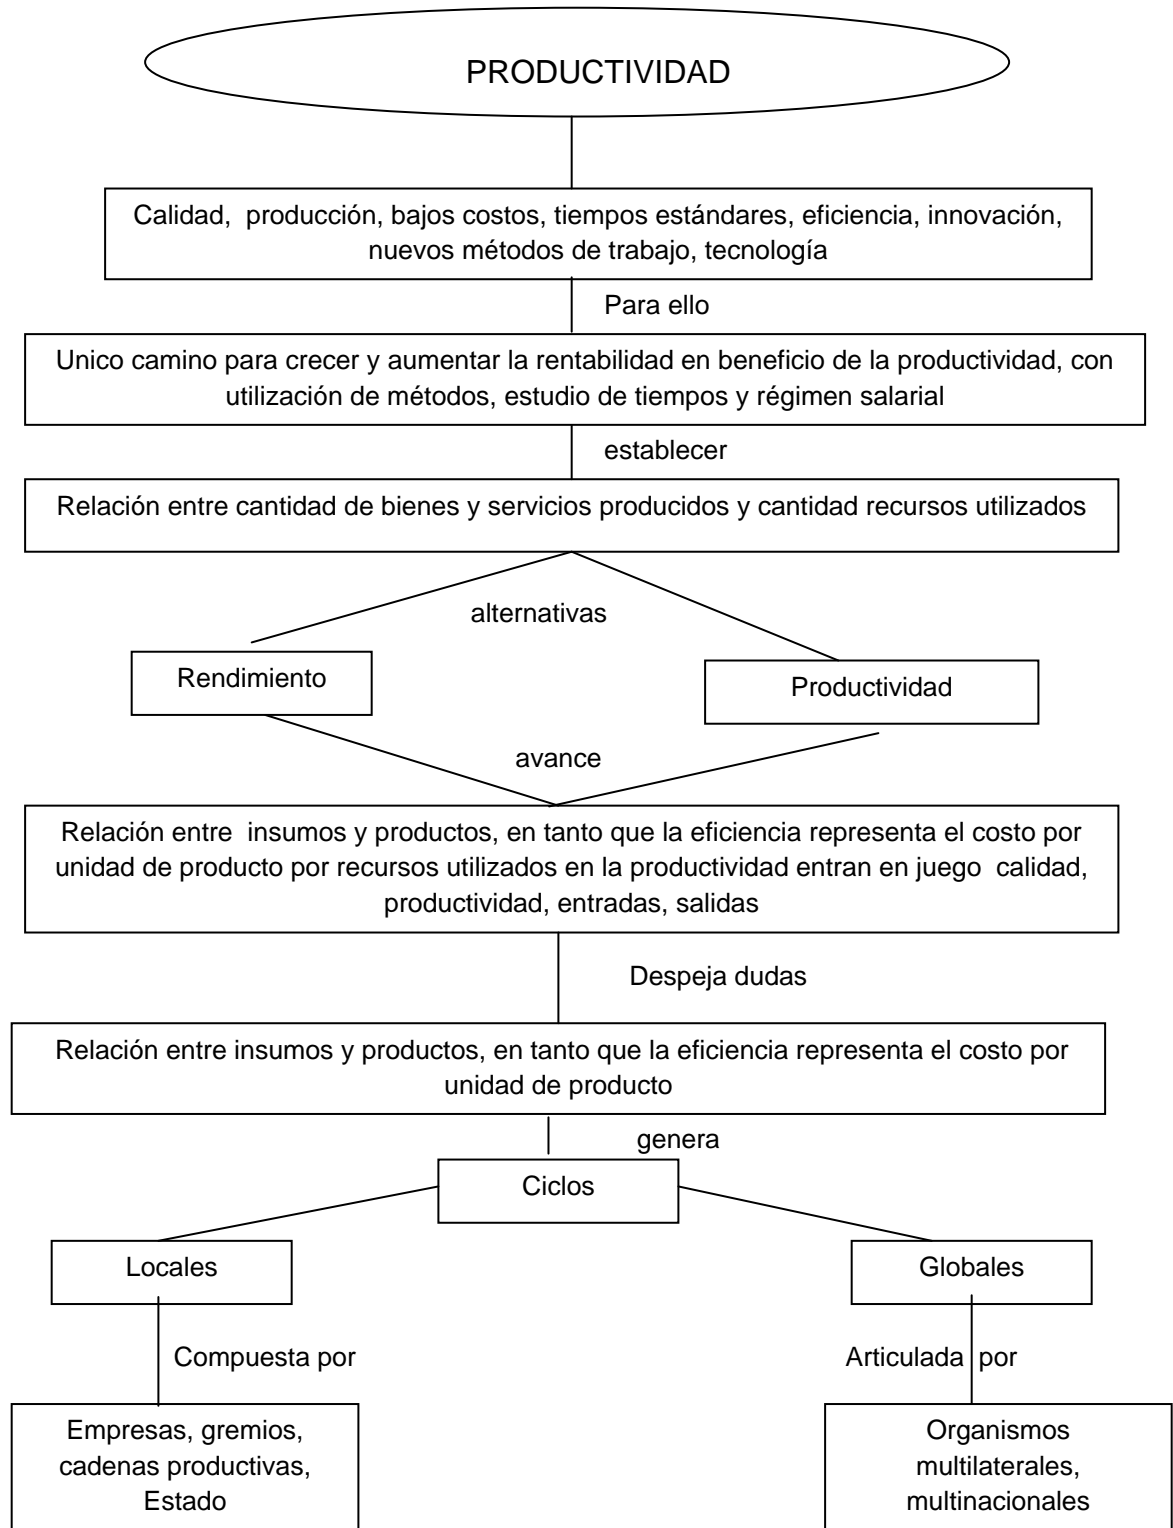 PRODUCTIVIDAD
Calidad, producción, bajos costos, tiempos estándares, eficiencia, innovación,
nuevos métodos de trabajo, tecnología
Para ello
Unico camino para crecer y aumentar la rentabilidad en beneficio de la productividad, con
utilización de métodos, estudio de tiempos y régimen salarial
establecer
Relación entre cantidad de bienes y servicios producidos y cantidad recursos utilizados
alternativas
Rendimiento
Productividad
avance
Relación entre insumos y productos, en tanto que la eficiencia representa el costo por
unidad de producto por recursos utilizados en la productividad entran en juego calidad,
productividad, entradas, salidas
Despeja dudas
Relación entre insumos y productos, en tanto que la eficiencia representa el costo por
unidad de producto
genera
Ciclos
Locales
Globales
Compuesta por
Articulada por
Empresas, gremios,
cadenas productivas,
Estado
Organismos
multilaterales,
multinacionales